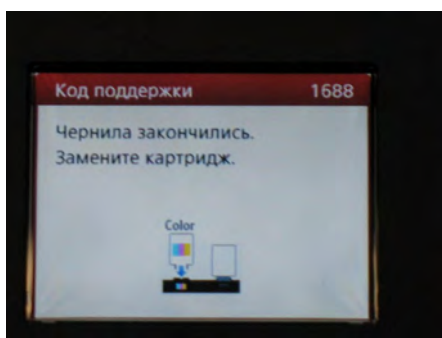 Код поддержки 1688
Чернила закончились.
Замените картридж.
Color